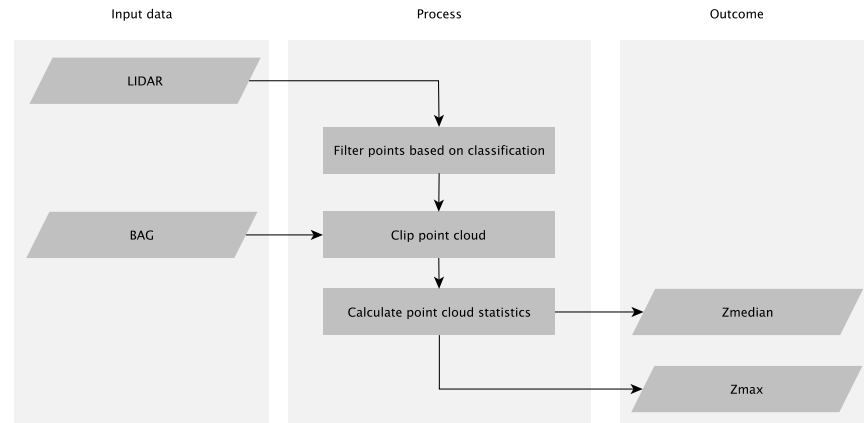 Input data
Process
Outcome
LIDAR
Filter points based on classification
BAG
Clip point cloud
Calculate point cloud statistics
Zmedian
Zmax